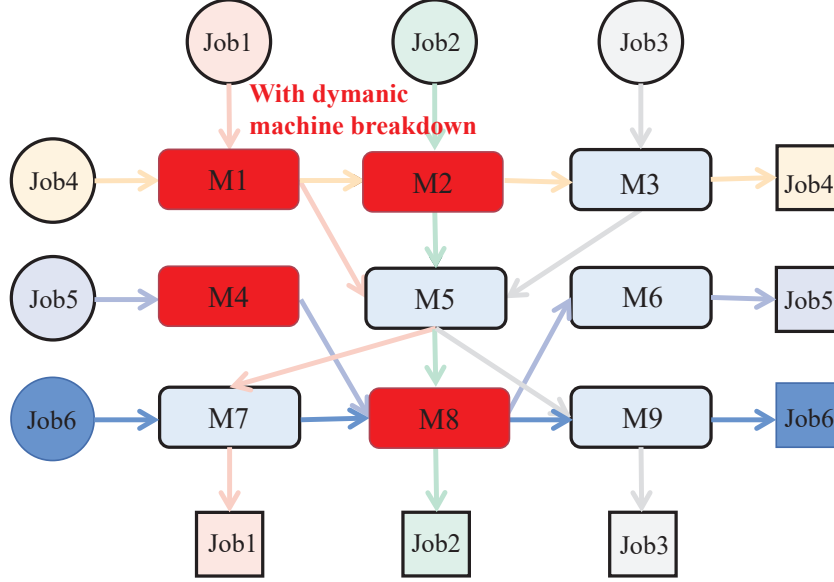 Job1
Job2
Job3
With dymanic
machine breakdown
Job4
M1
M2
M3
Job4
Job5
M4
M5
M6
Job5
Job6
M7
M8
M9
Job6
Job1
Job2
Job3